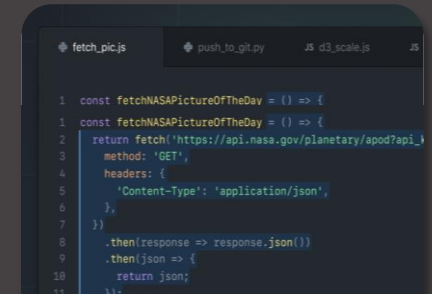 fetch_pic.js push_to_git.py JS d3_scale.js JS
1 const fetchNASAPictureOfTheDay = () => {
1 const fetchNASAPictureOfTheDay = () => {
2 return fetch('https://api.nasa.gov/planetary/apod?api_k
3 method: 'GET',
4 headers: {
5 'Content-Type': 'application/json',
6 },
7 })
8 .then(response => response.json())
9 .then(json => {
10 return json;
11 });